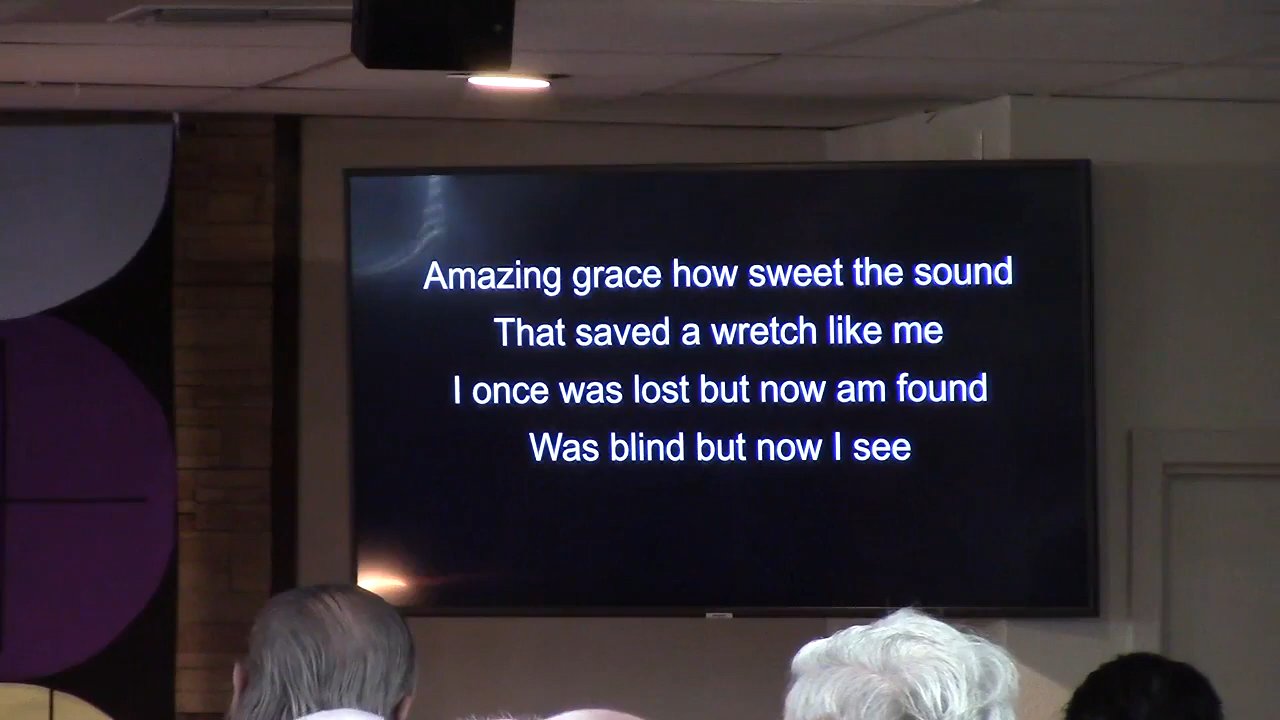 Amazing grace how sweet the sound
That saved a wretch like me
I once was lost but now am found
Was blind but now I see